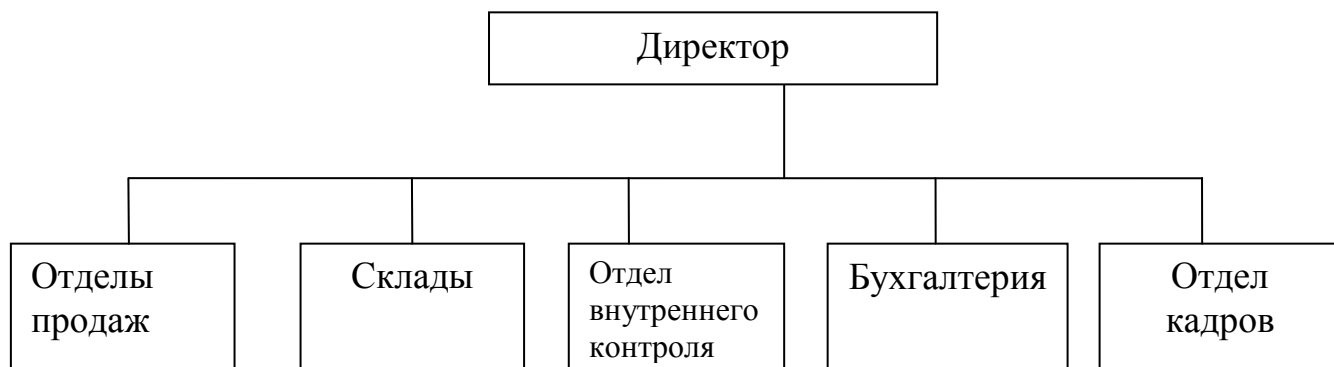 Директор
Отделы
продаж
Склады
Отдел
внутреннего
контроля
Бухгалтерия
Отдел
кадров